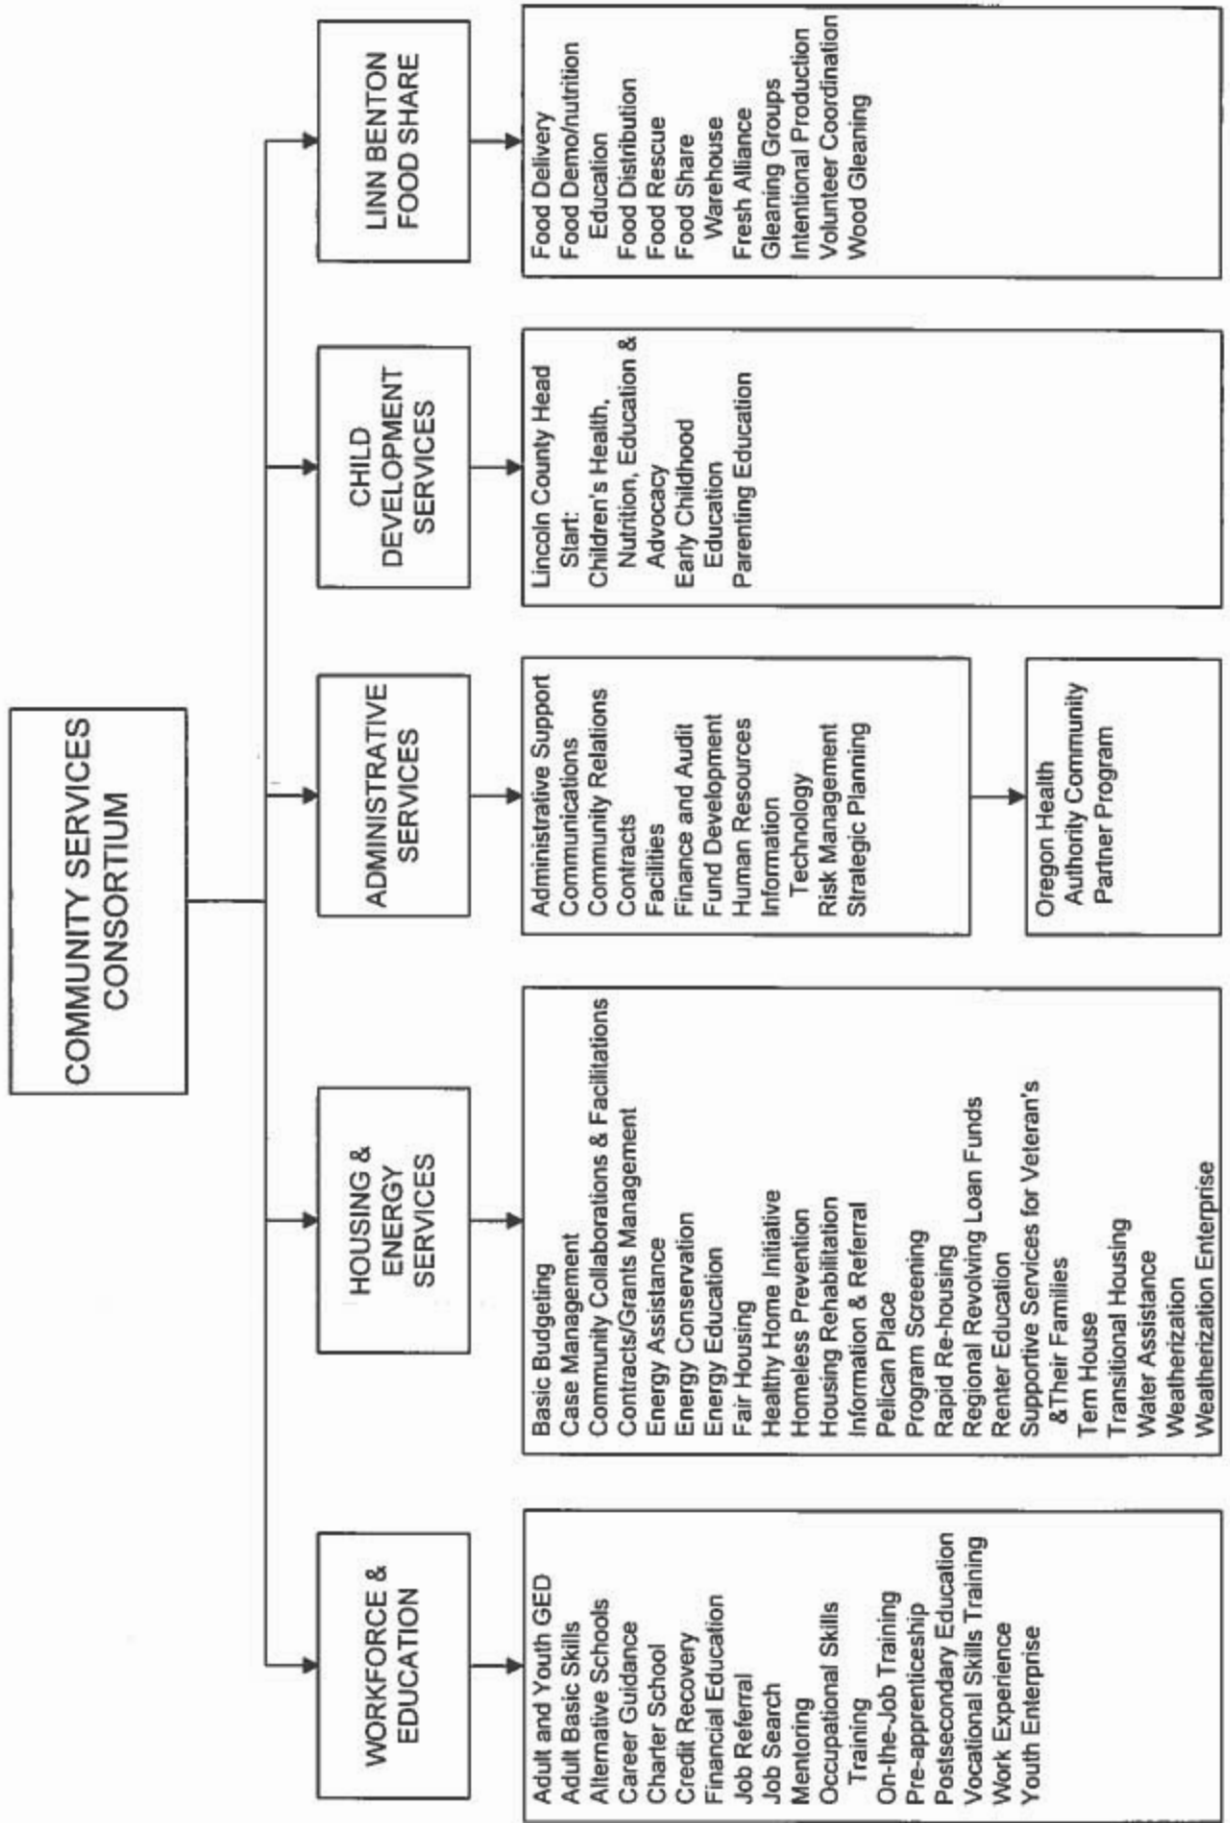 COMMUNITY SERVICES
CONSORTIUM
WORKFORCE &
EDUCATION
Adult and Youth GED
Adult Basic Skills
Alternative Schools
Career Guidance
Charter School
Credit Recovery
Financial Education
Job Referral
Job Search
Mentoring
Occupational Skills
Training
On-the-Job Training
Pre-apprenticeship
Postsecondary Education
Vocational Skills Training
Work Experience
Youth Enterprise
HOUSING &
ENERGY
SERVICES
Basic Budgeting
Case Management
Community Collaborations & Facilitations
Contracts/Grants Management
Energy Assistance
Energy Conservation
Energy Education
Fair Housing
Healthy Home Initiative
Homeless Prevention
Housing Rehabilitation
Information & Referral
Pelican Place
Program Screening
Rapid Re-housing
Regional Revolving Loan Funds
Renter Education
Supportive Services for Veteran's
&Their Families
Tern House
Transitional Housing
Water Assistance
Weatherization
Weatherization Enterprise
ADMINISTRATIVE
SERVICES
Administrative Support
Communications
Community Relations
Contracts
Facilities
Finance and Audit
Fund Development
Human Resources
Information
Technology
Risk Management
Strategic Planning
Oregon Health
Authority Community
Partner Program
CHILD
DEVELOPMENT
SERVICES
Lincoln County Head
Start:
Children's Health,
Nutrition, Education &
Advocacy
Early Childhood
Education
Parenting Education
LINN BENTON
FOOD SHARE
Food Delivery
Food Demo/nutrition
Education
Food Distribution
Food Rescue
Food Share
Warehouse
Fresh Alliance
Gleaning Groups
Intentional Production
Volunteer Coordination
Wood Gleaning